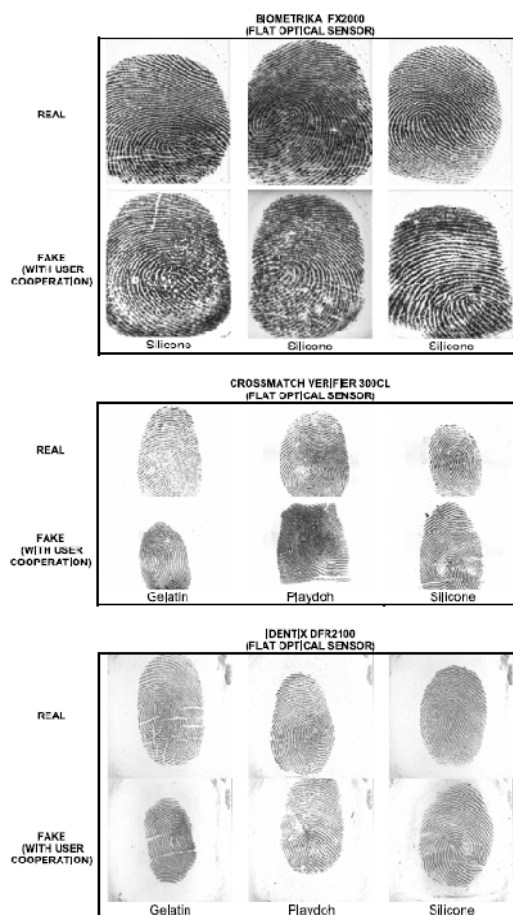 BIOMETRIKA FX2000
(FLAT OPTICAL SENSOR)
REAL
FAKE
(WITH USER
COOPERATION)
Silicone Silicone Silicone
CROSSMATCH VERIFIER 300CL
(FLAT OPTICAL SENSOR)
REAL
FAKE
(WITH USER
COOPERATION)
Gelatin Playdoh Silicone
IDENTIX DFR2100
(FLAT OPTICAL SENSOR)
REAL
FAKE
(WITH USER
COOPERATION)
Gelatin Playdoh Silicone